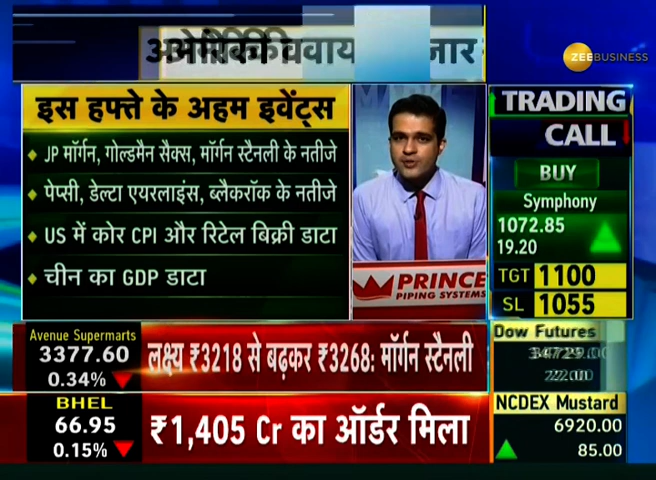 ZEE BUSINESS
इस हफ्ते के अहम इवेंट्स
JP मॉर्गन, गोल्डमैन सैक्स, मॉर्गन स्टैनली के नतीजे
पेप्सी, डेल्टा एयरलाइंस, ब्लैकरॉक के नतीजे
US में कोर CPI और रिटेल बिक्री डाटा
चीन का GDP डाटा
PRINCE
PIPING SYSTEMS
TRADING
CALL
BUY
Symphony
1072.85
19.20
TGT 1100
SL 1055
Avenue Supermarts
3377.60
0.34%
लक्ष्य ₹3218 से बढ़कर ₹3268: मॉर्गन स्टैनली
Dow Futures
BHEL
66.95
0.15%
₹1,405 Cr का ऑर्डर मिला
NCDEX Mustard
6920.00
85.00